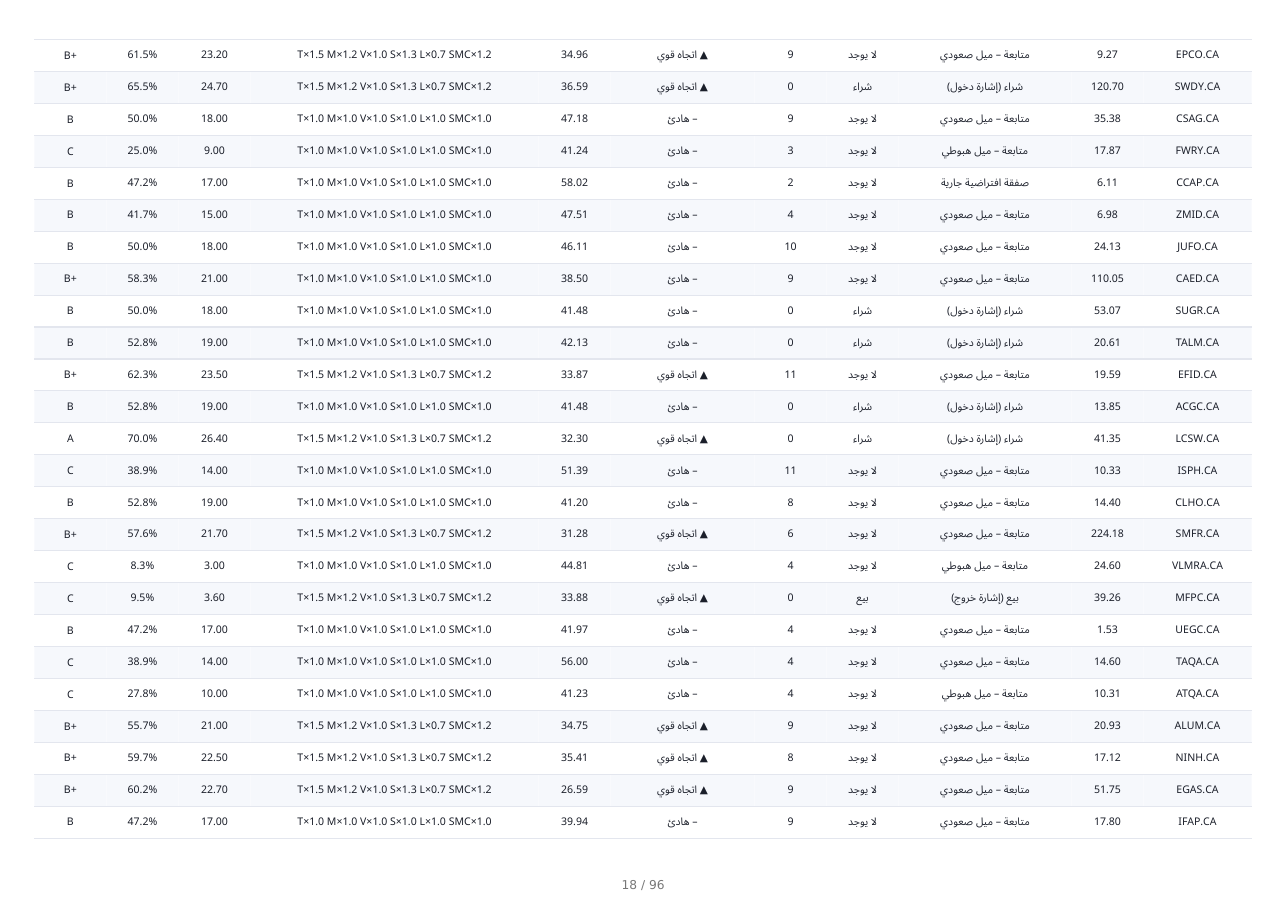 EPCO.CA 9.27 متابعة – ميل صعودي لا يوجد 9 ▲ اتجاه قوي 34.96 T×1.5 M×1.2 V×1.0 S×1.3 L×0.7 SMC×1.2 23.20 61.5% B+
SWDY.CA 120.70 شراء (إشارة دخول) شراء 0 ▲ اتجاه قوي 36.59 T×1.5 M×1.2 V×1.0 S×1.3 L×0.7 SMC×1.2 24.70 65.5% B+
CSAG.CA 35.38 متابعة – ميل صعودي لا يوجد 9 – هادئ 47.18 T×1.0 M×1.0 V×1.0 S×1.0 L×1.0 SMC×1.0 18.00 50.0% B
FWRY.CA 17.87 متابعة – ميل هبوطي لا يوجد 3 – هادئ 41.24 T×1.0 M×1.0 V×1.0 S×1.0 L×1.0 SMC×1.0 9.00 25.0% C
CCAP.CA 6.11 صفقة افتراضية جارية لا يوجد 2 – هادئ 58.02 T×1.0 M×1.0 V×1.0 S×1.0 L×1.0 SMC×1.0 17.00 47.2% B
ZMID.CA 6.98 متابعة – ميل صعودي لا يوجد 4 – هادئ 47.51 T×1.0 M×1.0 V×1.0 S×1.0 L×1.0 SMC×1.0 15.00 41.7% B
JUFO.CA 24.13 متابعة – ميل صعودي لا يوجد 10 – هادئ 46.11 T×1.0 M×1.0 V×1.0 S×1.0 L×1.0 SMC×1.0 18.00 50.0% B
CAED.CA 110.05 متابعة – ميل صعودي لا يوجد 9 – هادئ 38.50 T×1.0 M×1.0 V×1.0 S×1.0 L×1.0 SMC×1.0 21.00 58.3% B+
SUGR.CA 53.07 شراء (إشارة دخول) شراء 0 – هادئ 41.48 T×1.0 M×1.0 V×1.0 S×1.0 L×1.0 SMC×1.0 18.00 50.0% B
TALM.CA 20.61 شراء (إشارة دخول) شراء 0 – هادئ 42.13 T×1.0 M×1.0 V×1.0 S×1.0 L×1.0 SMC×1.0 19.00 52.8% B
EFID.CA 19.59 متابعة – ميل صعودي لا يوجد 11 ▲ اتجاه قوي 33.87 T×1.5 M×1.2 V×1.0 S×1.3 L×0.7 SMC×1.2 23.50 62.3% B+
ACGC.CA 13.85 شراء (إشارة دخول) شراء 0 – هادئ 41.48 T×1.0 M×1.0 V×1.0 S×1.0 L×1.0 SMC×1.0 19.00 52.8% B
LCSW.CA 41.35 شراء (إشارة دخول) شراء 0 ▲ اتجاه قوي 32.30 T×1.5 M×1.2 V×1.0 S×1.3 L×0.7 SMC×1.2 26.40 70.0% A
ISPH.CA 10.33 متابعة – ميل صعودي لا يوجد 11 – هادئ 51.39 T×1.0 M×1.0 V×1.0 S×1.0 L×1.0 SMC×1.0 14.00 38.9% C
CLHO.CA 14.40 متابعة – ميل صعودي لا يوجد 8 – هادئ 41.20 T×1.0 M×1.0 V×1.0 S×1.0 L×1.0 SMC×1.0 19.00 52.8% B
SMFR.CA 224.18 متابعة – ميل صعودي لا يوجد 6 ▲ اتجاه قوي 31.28 T×1.5 M×1.2 V×1.0 S×1.3 L×0.7 SMC×1.2 21.70 57.6% B+
VLMRA.CA 24.60 متابعة – ميل هبوطي لا يوجد 4 – هادئ 44.81 T×1.0 M×1.0 V×1.0 S×1.0 L×1.0 SMC×1.0 3.00 8.3% C
MFPC.CA 39.26 بيع (إشارة خروج) بيع 0 ▲ اتجاه قوي 33.88 T×1.5 M×1.2 V×1.0 S×1.3 L×0.7 SMC×1.2 3.60 9.5% C
UEGC.CA 1.53 متابعة – ميل صعودي لا يوجد 4 – هادئ 41.97 T×1.0 M×1.0 V×1.0 S×1.0 L×1.0 SMC×1.0 17.00 47.2% B
TAQA.CA 14.60 متابعة – ميل صعودي لا يوجد 4 – هادئ 56.00 T×1.0 M×1.0 V×1.0 S×1.0 L×1.0 SMC×1.0 14.00 38.9% C
ATQA.CA 10.31 متابعة – ميل هبوطي لا يوجد 4 – هادئ 41.23 T×1.0 M×1.0 V×1.0 S×1.0 L×1.0 SMC×1.0 10.00 27.8% C
ALUM.CA 20.93 متابعة – ميل صعودي لا يوجد 9 ▲ اتجاه قوي 34.75 T×1.5 M×1.2 V×1.0 S×1.3 L×0.7 SMC×1.2 21.00 55.7% B+
NINH.CA 17.12 متابعة – ميل صعودي لا يوجد 8 ▲ اتجاه قوي 35.41 T×1.5 M×1.2 V×1.0 S×1.3 L×0.7 SMC×1.2 22.50 59.7% B+
EGAS.CA 51.75 متابعة – ميل صعودي لا يوجد 9 ▲ اتجاه قوي 26.59 T×1.5 M×1.2 V×1.0 S×1.3 L×0.7 SMC×1.2 22.70 60.2% B+
IFAP.CA 17.80 متابعة – ميل صعودي لا يوجد 9 – هادئ 39.94 T×1.0 M×1.0 V×1.0 S×1.0 L×1.0 SMC×1.0 17.00 47.2% B
18 / 96